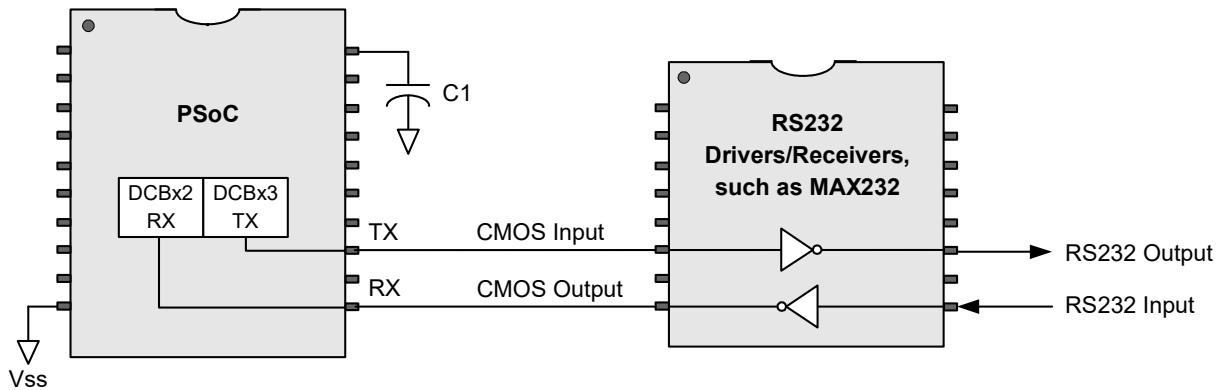 PSoC
C1
DCBx2
RX
DCBx3
TX
TX
CMOS Input
RX
CMOS Output
Vss
RS232
Drivers/Receivers,
such as MAX232
RS232 Output
RS232 Input